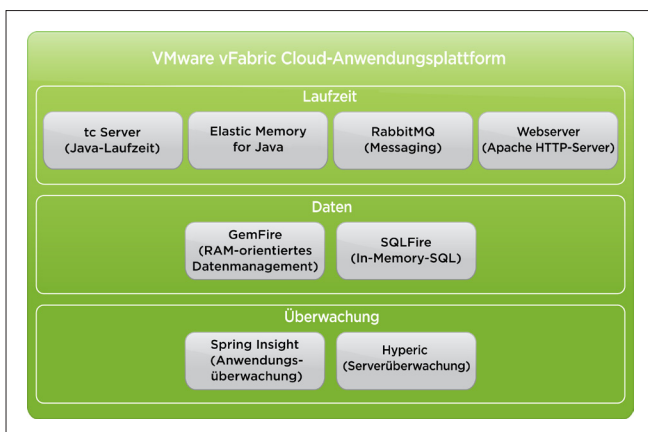 VMware vFabric Cloud-Anwendungsplattform
Laufzeit
tc Server
(Java-Laufzeit)
Elastic Memory
for Java
RabbitMQ
(Messaging)
Webserver
(Apache HTTP-Server)
Daten
GemFire
(RAM-orientiertes
Datenmanagement)
SQLFire
(In-Memory-SQL)
Überwachung
Spring Insight
(Anwendungs-
überwachung)
Hyperic
(Serverüberwachung)